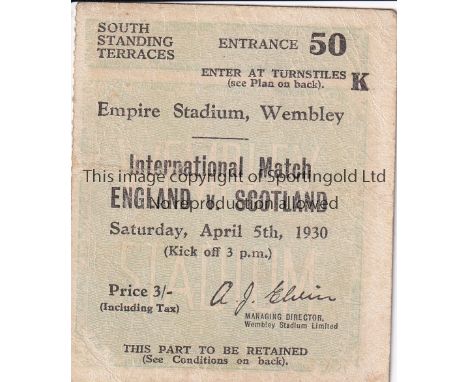 SOUTH
STANDING
TERRACES
ENTRANCE 50
ENTER AT TURNSTILES K
(see Plan on back).
Empire Stadium, Wembley
International Match
This image copyright of Sportingold Ltd
ENGLAND v. SCOTLAND
No reproduction allowed
Saturday, April 5th, 1930
(Kick off 3 p.m.)
STADIUM
Price 3/-
(Including Tax)
A. J. Elvin
MANAGING DIRECTOR,
Wembley Stadium Limited
THIS PART TO BE RETAINED
(See Conditions on back)